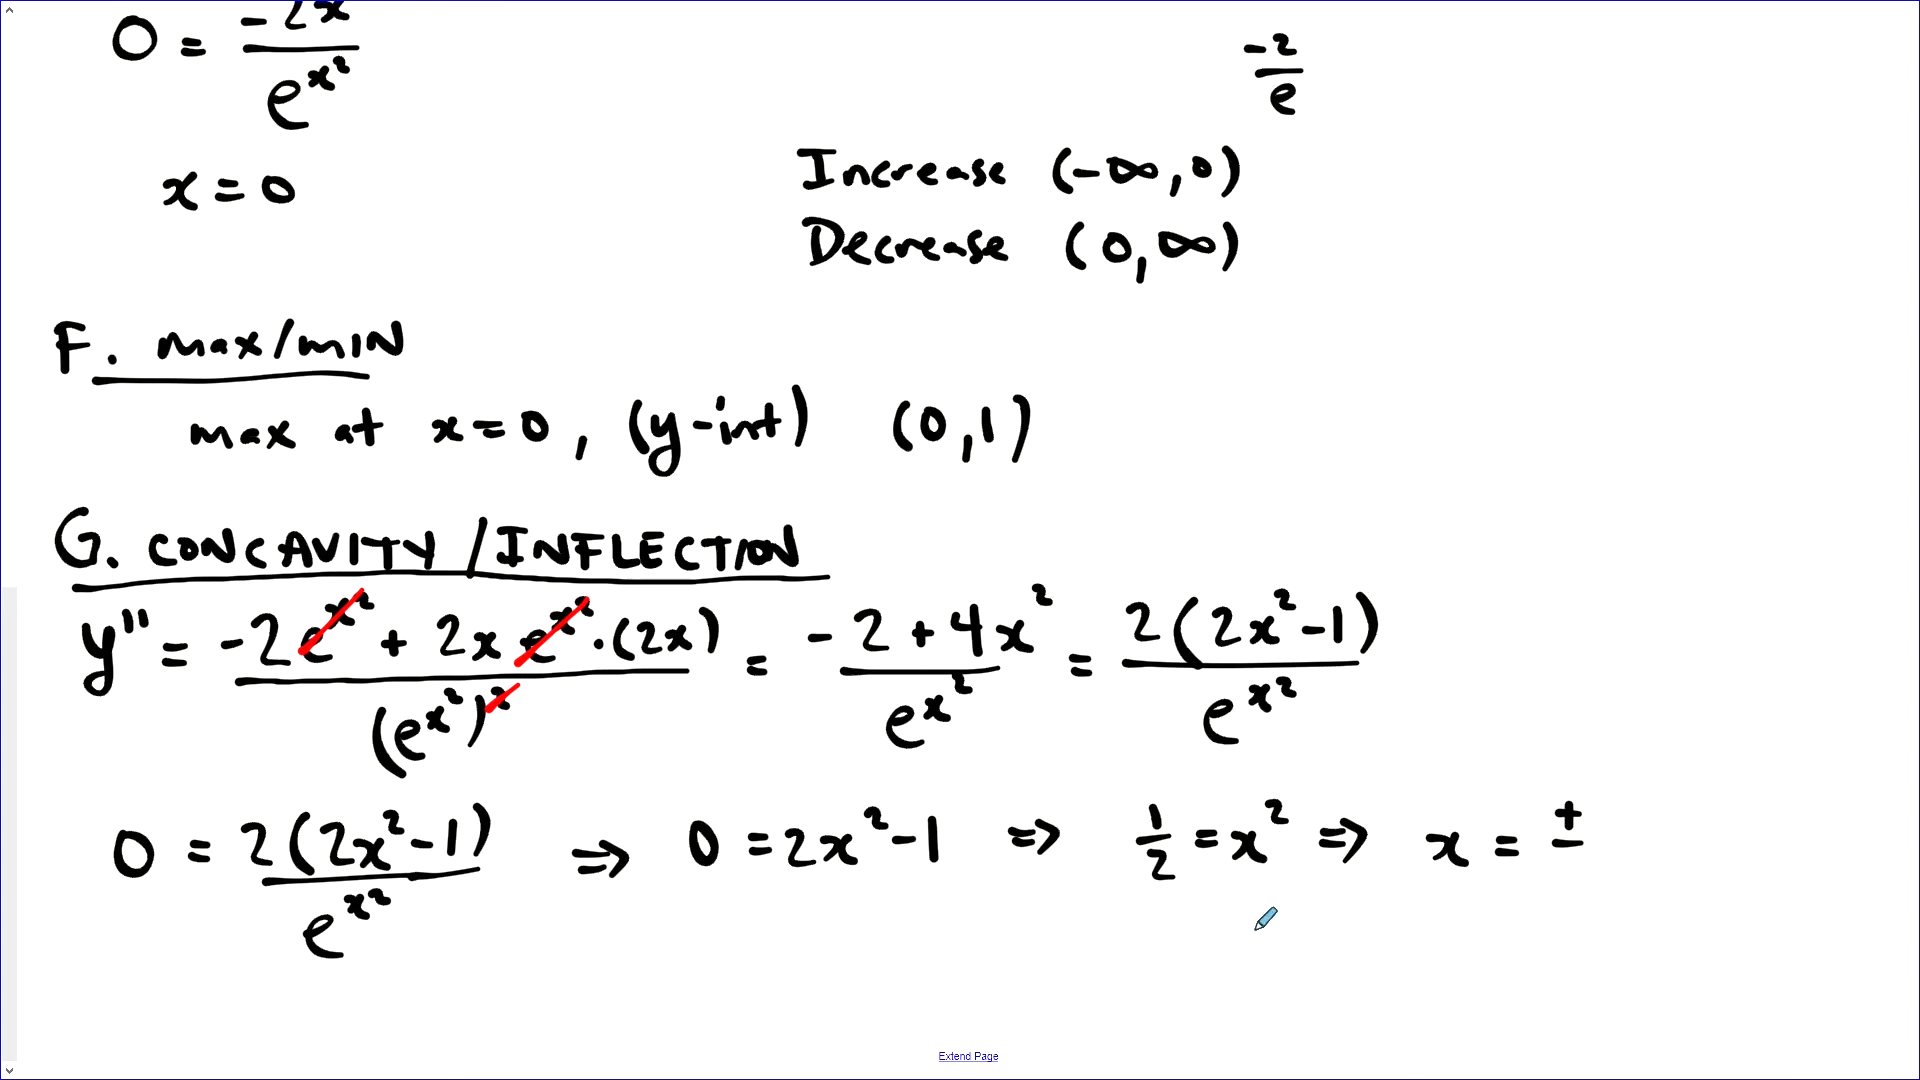 0 = -2x / e^x²
-2 / e
x = 0
Increase (-∞, 0)
Decrease (0, ∞)
F. max/min
max at x = 0, (y-int) (0, 1)
G. CONCAVITY / INFLECTION
y'' = -2e^x² + 2x e^x² · (2x) / (e^x²)² = -2 + 4x² / e^x² = 2(2x² - 1) / e^x²
0 = 2(2x² - 1) / e^x² ⇒ 0 = 2x² - 1 ⇒ 1/2 = x² ⇒ x = ±
Extend Page